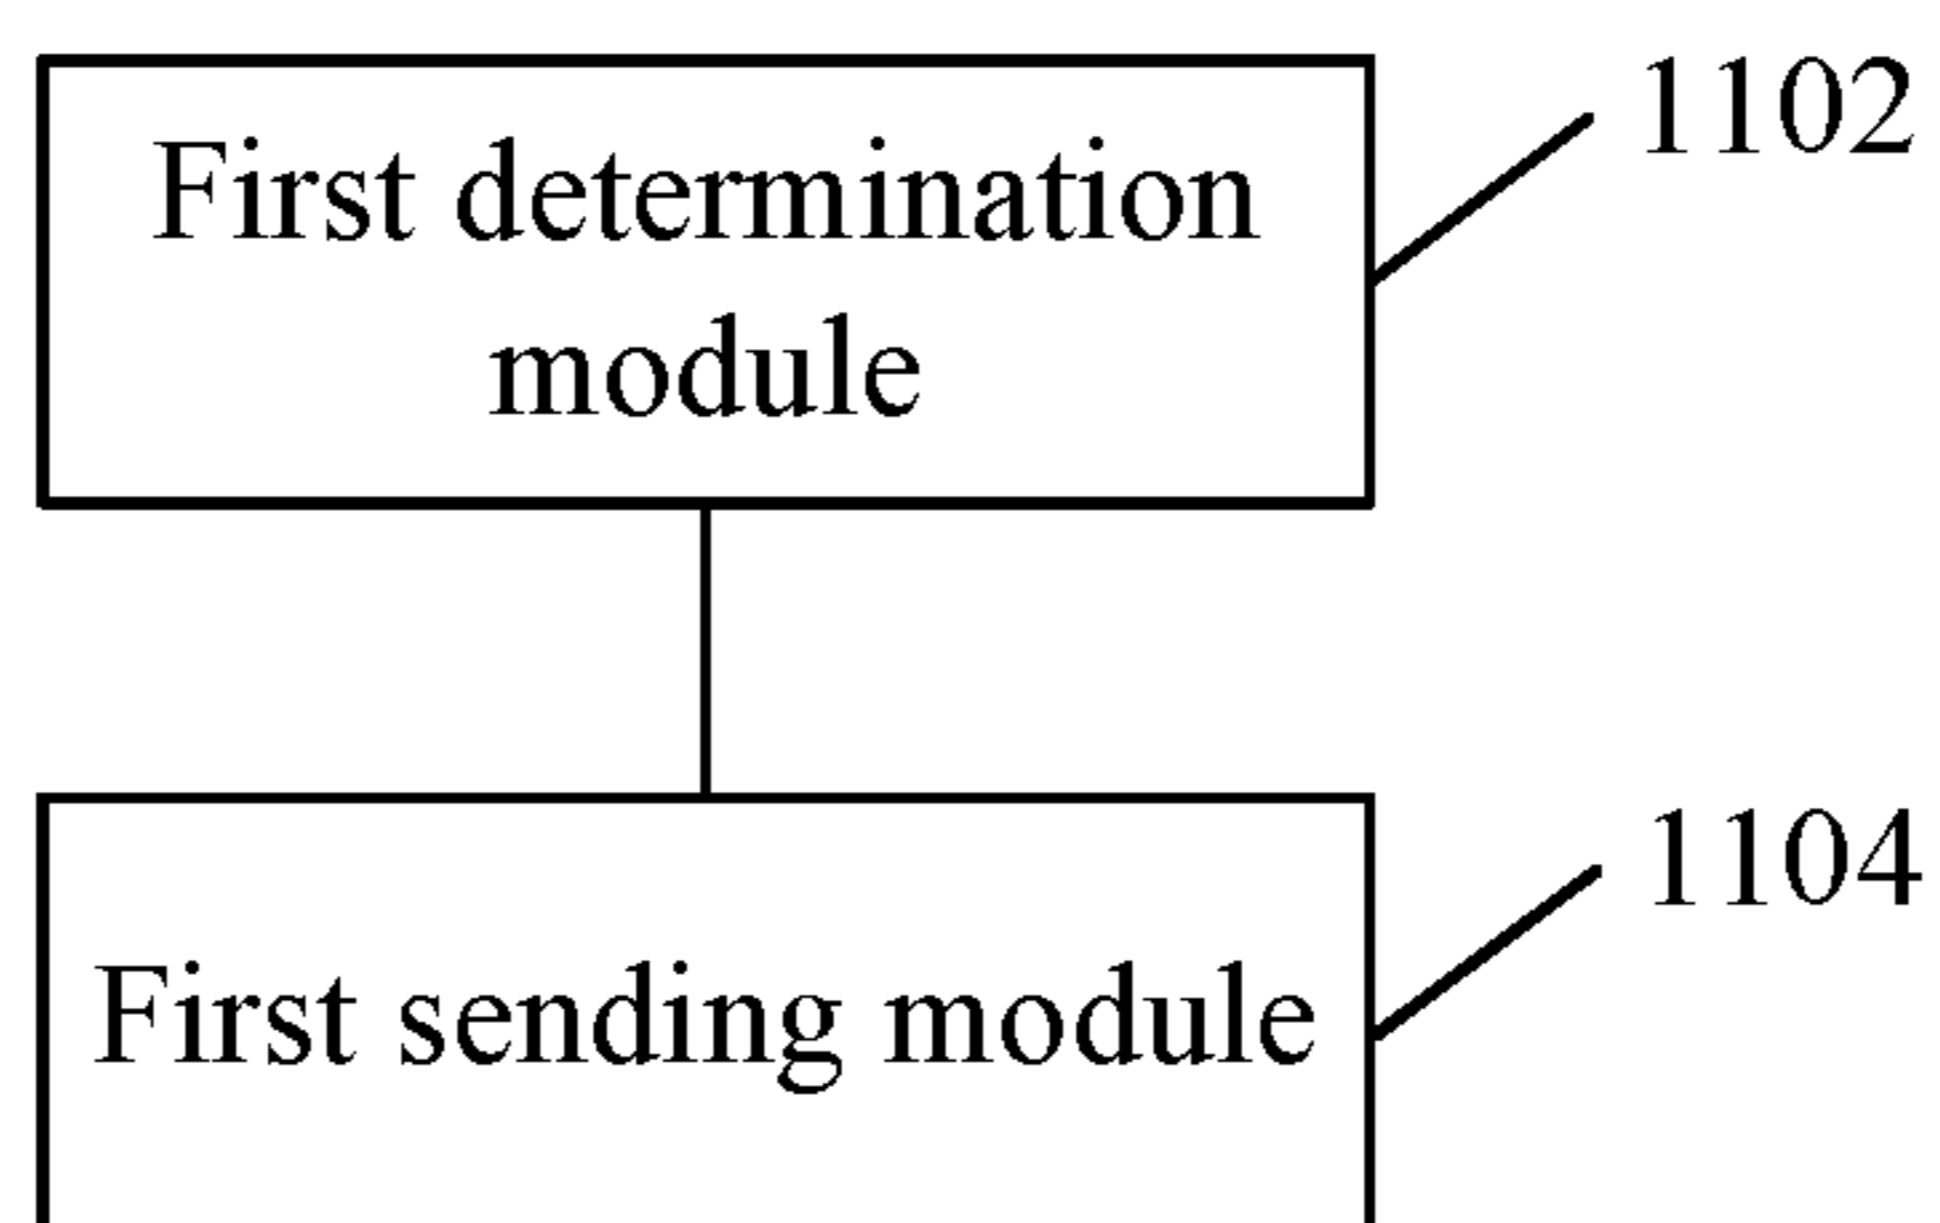 1102
First determination
module
1104
First sending module